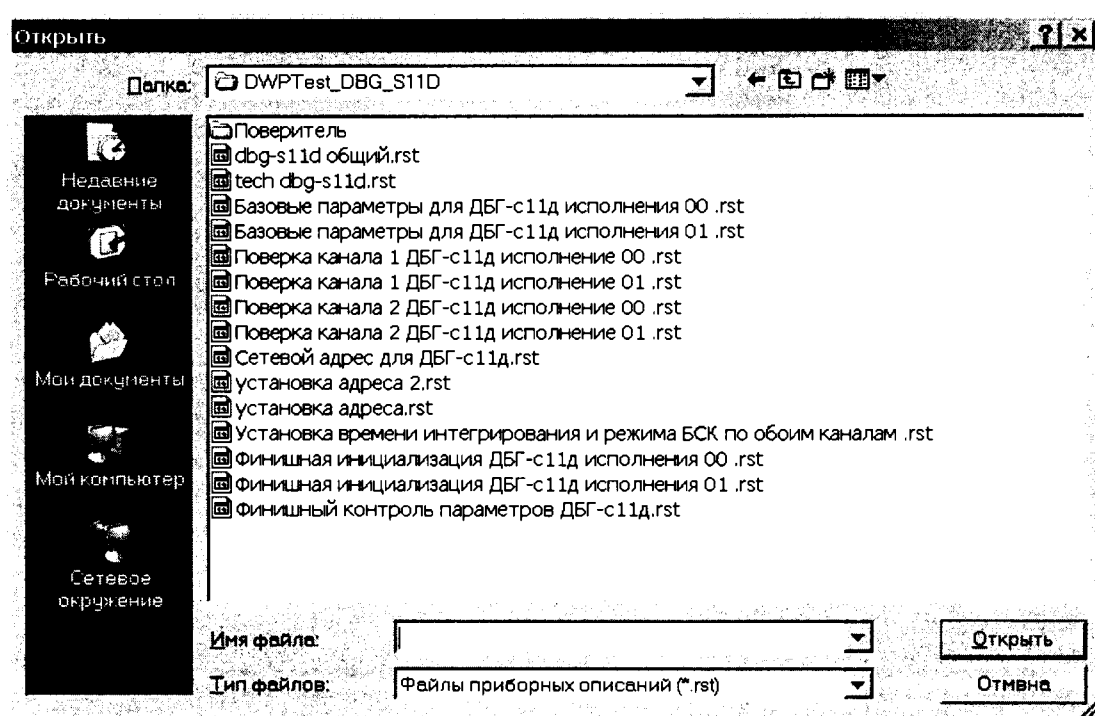 Открыть
Папка: DWPTest_DBG_S11D
Недавние документы
Рабочий стол
Мои документы
Мой компьютер
Сетевое окружение
Поверитель
dbg-s11d общий.rst
tech dbg-s11d.rst
Базовые параметры для ДБГ-с11д исполнения 00 .rst
Базовые параметры для ДБГ-с11д исполнения 01 .rst
Поверка канала 1 ДБГ-с11д исполнение 00 .rst
Поверка канала 1 ДБГ-с11д исполнение 01 .rst
Поверка канала 2 ДБГ-с11д исполнение 00 .rst
Поверка канала 2 ДБГ-с11д исполнение 01 .rst
Сетевой адрес для ДБГ-с11д.rst
установка адреса 2.rst
установка адреса.rst
Установка времени интегрирования и режима БСК по обоим каналам .rst
Финишная инициализация ДБГ-с11д исполнения 00 .rst
Финишная инициализация ДБГ-с11д исполнения 01 .rst
Финишный контроль параметров ДБГ-с11д.rst
Имя файла:
Открыть
Тип файлов: Файлы приборных описаний (*.rst)
Отмена